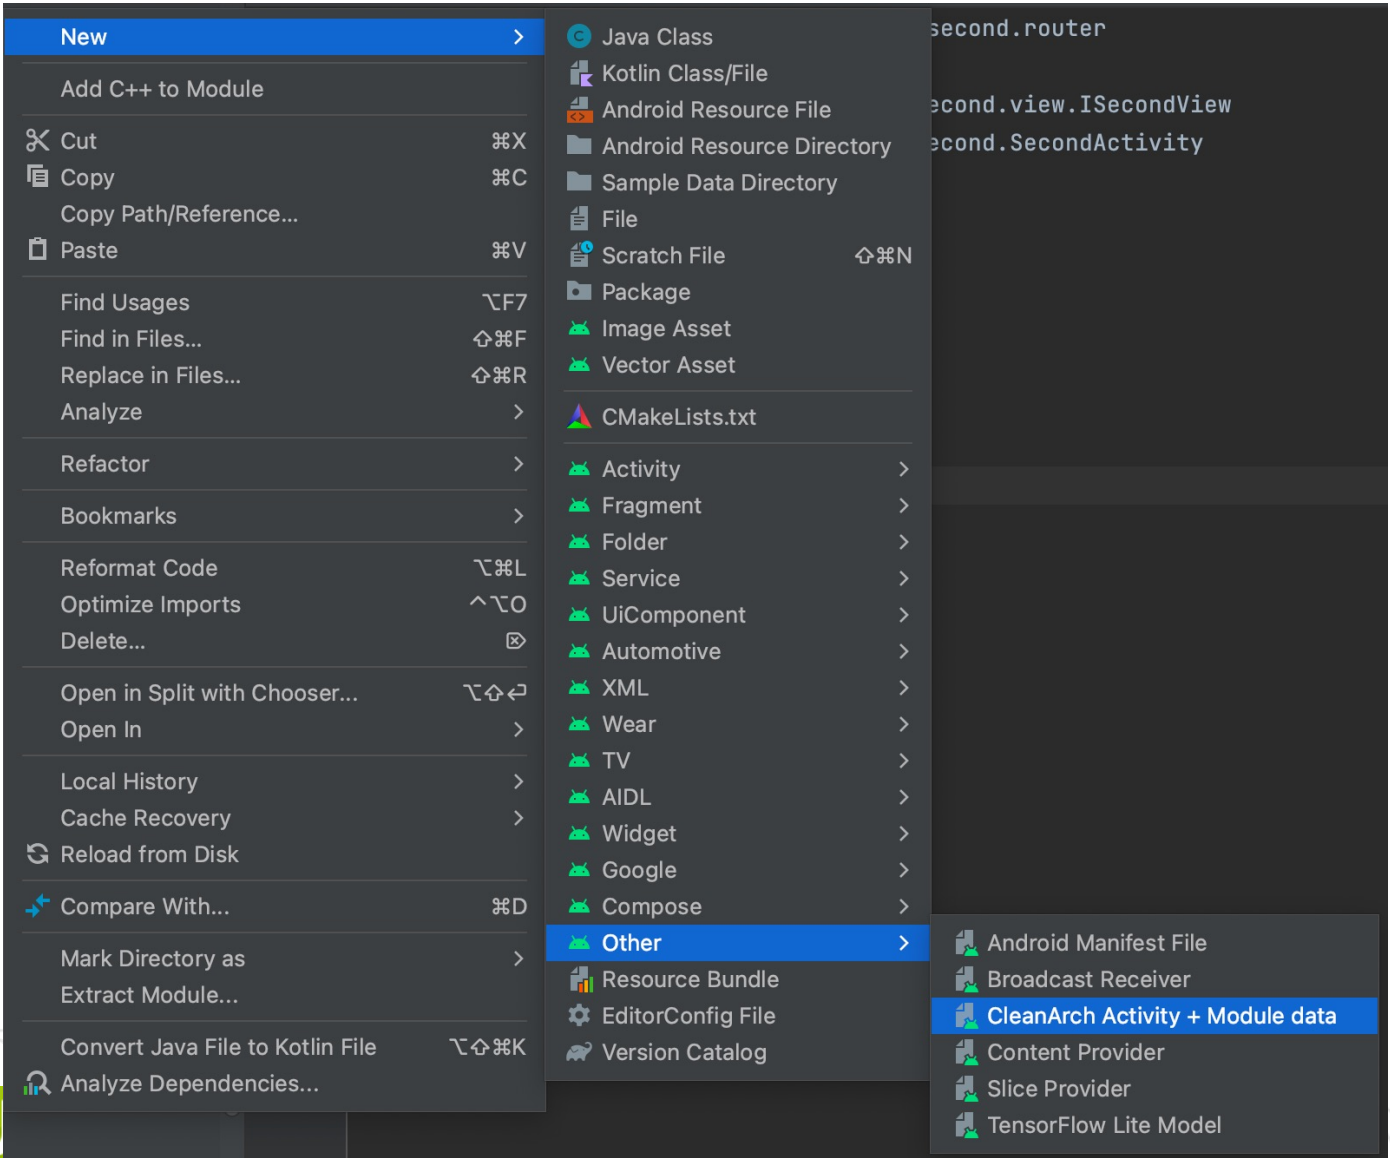 New
Add C++ to Module
Cut ⌘X
Copy ⌘C
Copy Path/Reference...
Paste ⌘V
Find Usages ⌥F7
Find in Files... ⇧⌘F
Replace in Files... ⇧⌘R
Analyze
Refactor
Bookmarks
Reformat Code ⌥⌘L
Optimize Imports ^⌥O
Delete... ⌦
Open in Split with Chooser... ⌥⇧⏎
Open In
Local History
Cache Recovery
Reload from Disk
Compare With... ⌘D
Mark Directory as
Extract Module...
Convert Java File to Kotlin File ⌥⇧⌘K
Analyze Dependencies...
Java Class
Kotlin Class/File
Android Resource File
Android Resource Directory
Sample Data Directory
File
Scratch File ⇧⌘N
Package
Image Asset
Vector Asset
CMakeLists.txt
Activity
Fragment
Folder
Service
UiComponent
Automotive
XML
Wear
TV
AIDL
Widget
Google
Compose
Other
Resource Bundle
EditorConfig File
Version Catalog
Android Manifest File
Broadcast Receiver
CleanArch Activity + Module data
Content Provider
Slice Provider
TensorFlow Lite Model
second.router
econd.view.ISecondView
econd.SecondActivity